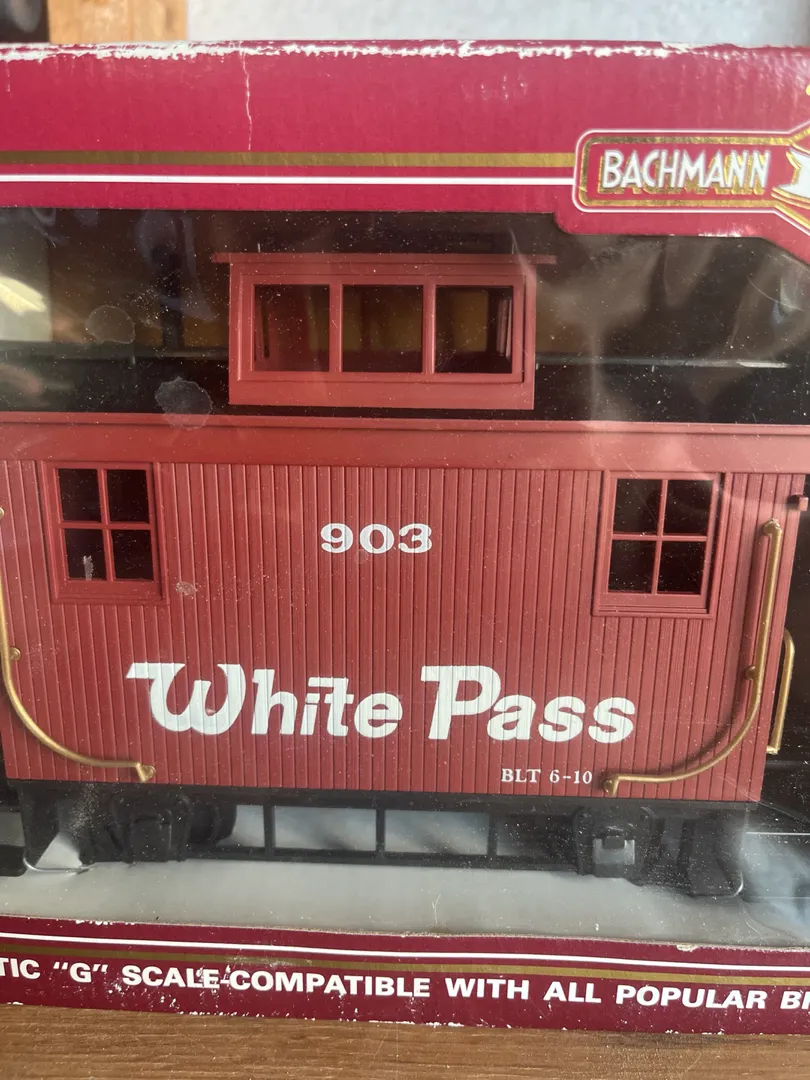 BACHMANN
903
White Pass
BLT 6-10
"G" SCALE-COMPATIBLE WITH ALL POPULAR